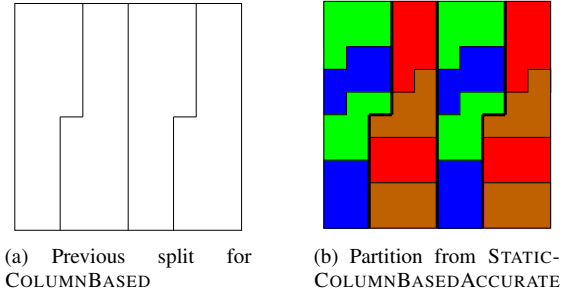 (a) Previous split for
COLUMNBASED
(b) Partition from STATIC-
COLUMNBASEDACCURATE